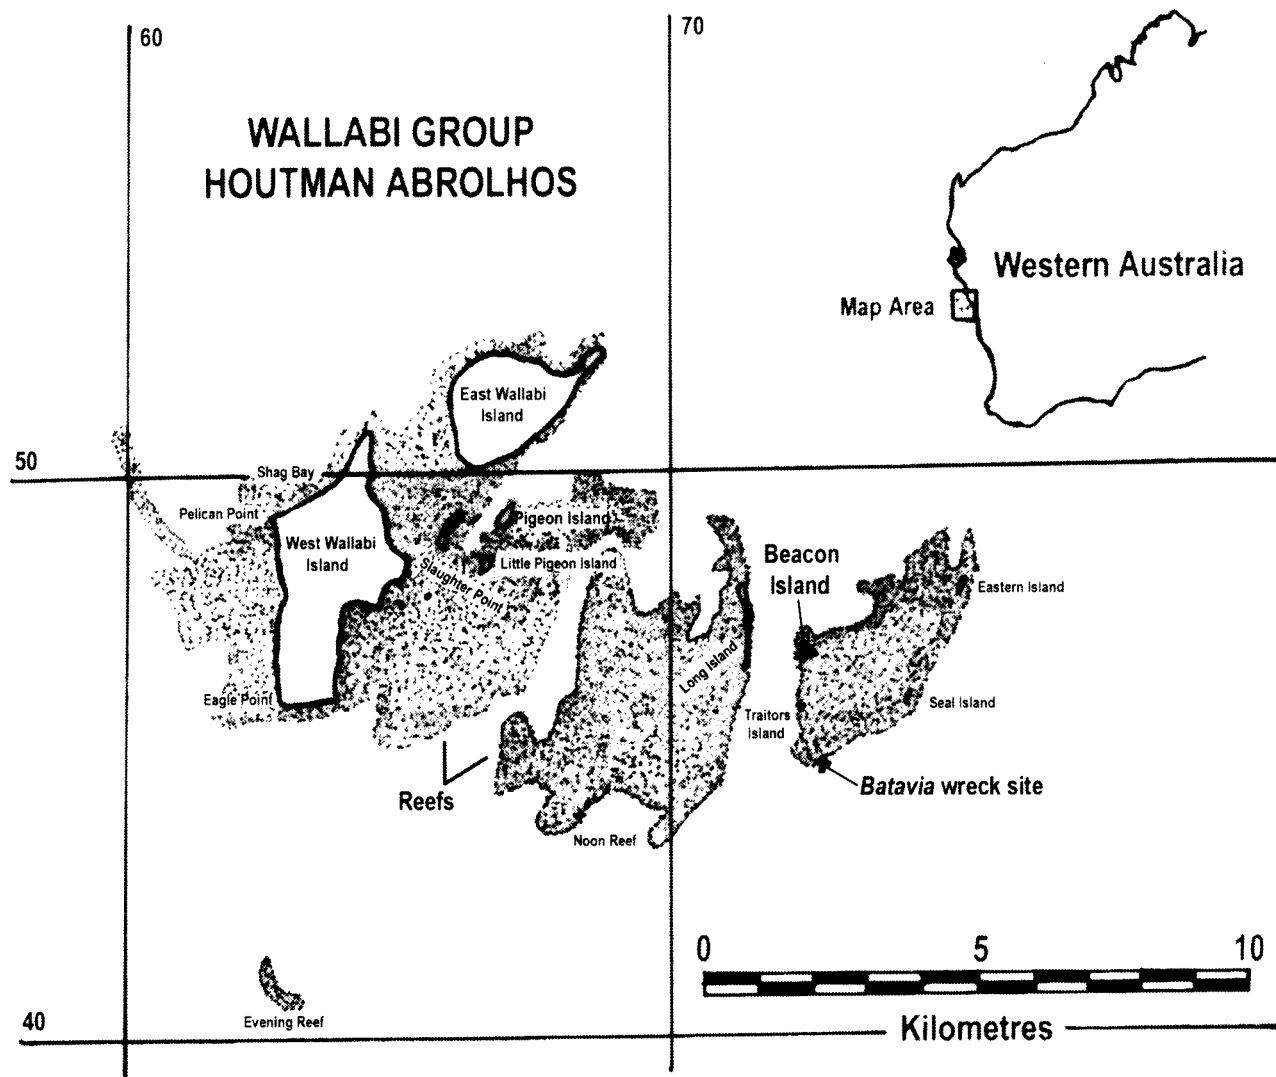 60
70
WALLABI GROUP
HOUTMAN ABROLHOS
Western Australia
Map Area
East Wallabi
Island
50
Shag Bay
Pelican Point
Pigeon Island
West Wallabi
Island
Little Pigeon Island
Slaughter Point
Beacon
Island
Eastern Island
Long Island
Eagle Point
Seal Island
Traitors
Island
Reefs
Batavia wreck site
Noon Reef
0
5
10
Evening Reef
40
Kilometres